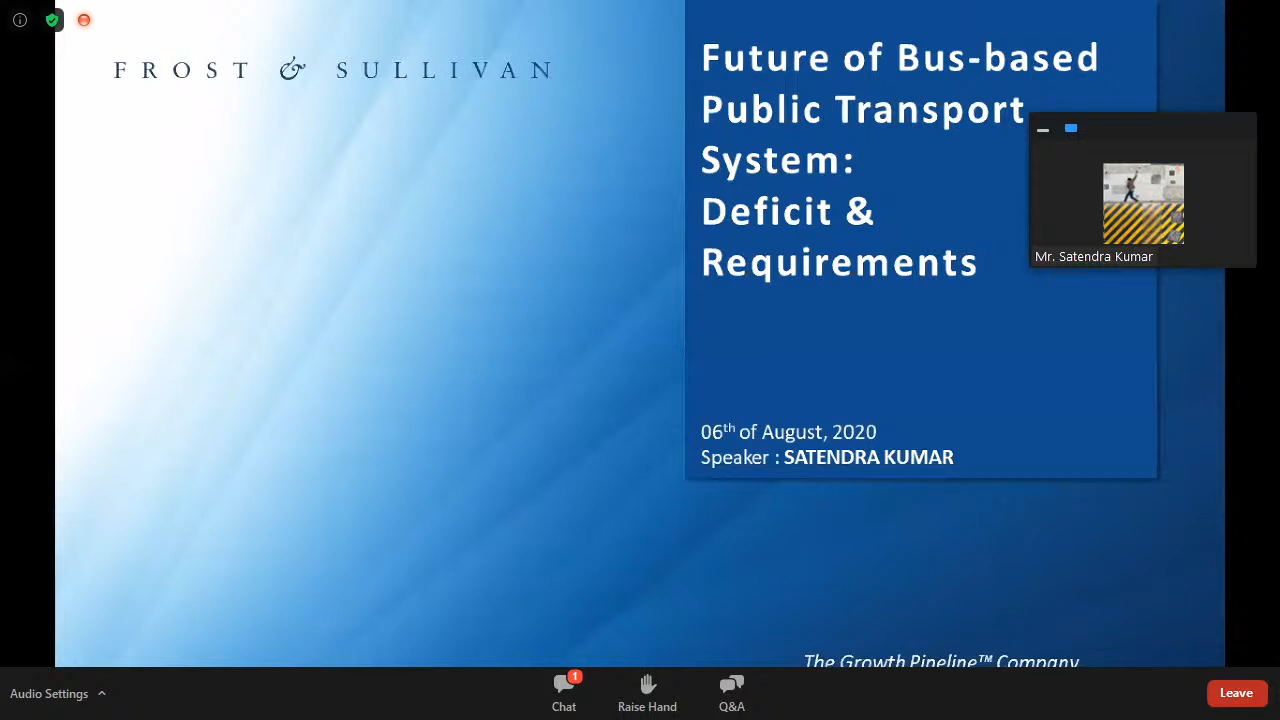 FROST & SULLIVAN
Future of Bus-based
Public Transport
System:
Deficit &
Requirements
Mr. Satendra Kumar
06th of August, 2020
Speaker : SATENDRA KUMAR
The Growth Pipeline™ Company
Audio Settings
1
Chat
Raise Hand
Q&A
Leave